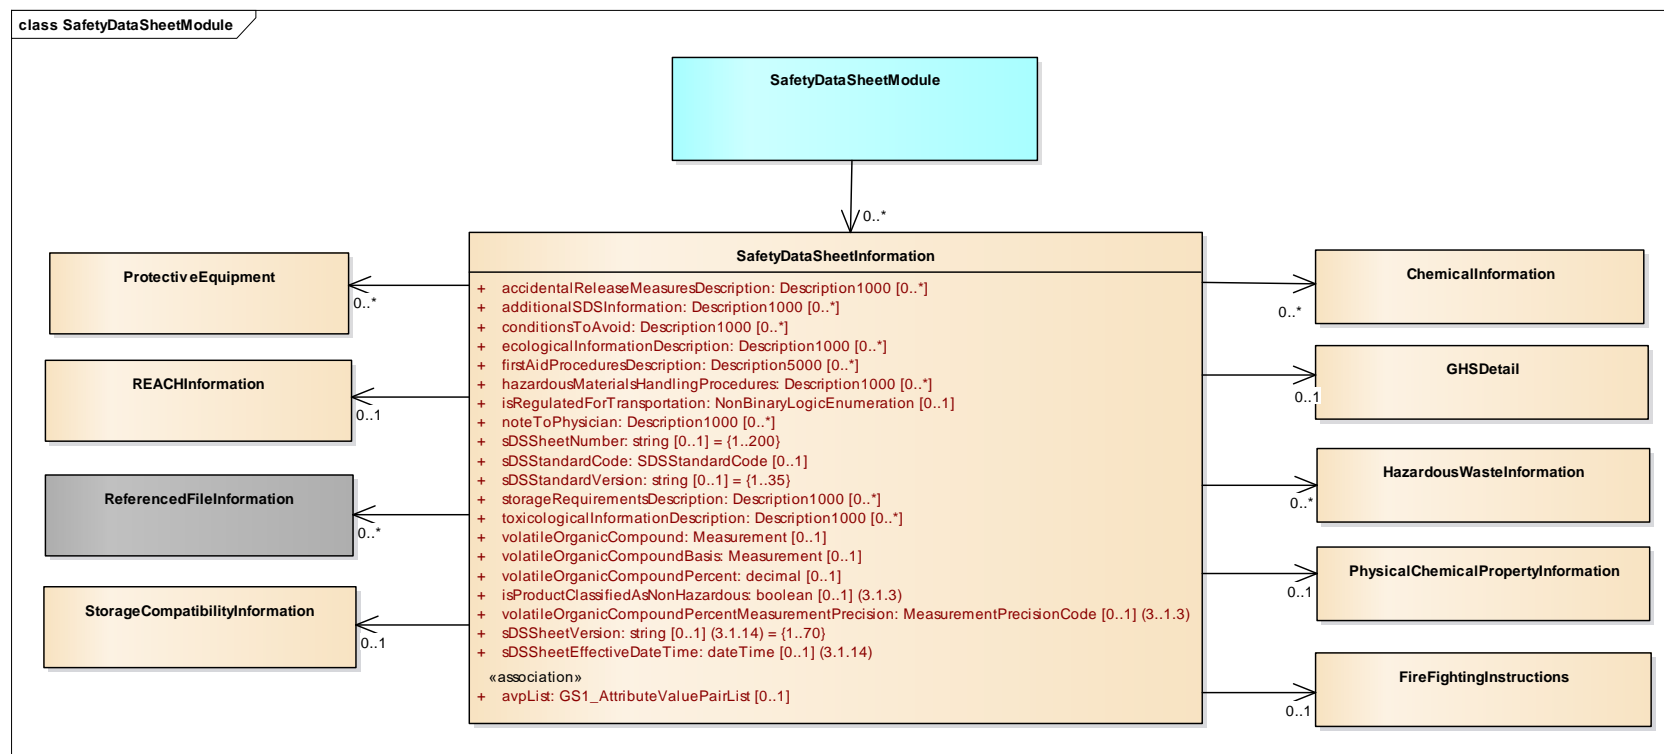 class SafetyDataSheetModule
SafetyDataSheetModule
0..*
SafetyDataSheetInformation
+ accidentalReleaseMeasuresDescription: Description1000 [0..*]
+ additionalSDSInformation: Description1000 [0..*]
+ conditionsToAvoid: Description1000 [0..*]
+ ecologicalInformationDescription: Description1000 [0..*]
+ firstAidProceduresDescription: Description5000 [0..*]
+ hazardousMaterialsHandlingProcedures: Description1000 [0..*]
+ isRegulatedForTransportation: NonBinaryLogicEnumeration [0..1]
+ noteToPhysician: Description1000 [0..*]
+ sDSSheetNumber: string [0..1] = {1..200}
+ sDSStandardCode: SDSStandardCode [0..1]
+ sDSStandardVersion: string [0..1] = {1..35}
+ storageRequirementsDescription: Description1000 [0..*]
+ toxicologicalInformationDescription: Description1000 [0..*]
+ volatileOrganicCompound: Measurement [0..1]
+ volatileOrganicCompoundBasis: Measurement [0..1]
+ volatileOrganicCompoundPercent: decimal [0..1]
+ isProductClassifiedAsNonHazardous: boolean [0..1] (3.1.3)
+ volatileOrganicCompoundPercentMeasurementPrecision: MeasurementPrecisionCode [0..1] (3..1.3)
+ sDSSheetVersion: string [0..1] (3.1.14) = {1..70}
+ sDSSheetEffectiveDateTime: dateTime [0..1] (3.1.14)
«association»
+ avpList: GS1_AttributeValuePairList [0..1]
ProtectiveEquipment
0..*
REACHInformation
0..1
ReferencedFileInformation
0..*
StorageCompatibilityInformation
0..1
ChemicalInformation
0..*
GHSDetail
0..1
HazardousWasteInformation
0..*
PhysicalChemicalPropertyInformation
0..1
FireFightingInstructions
0..1